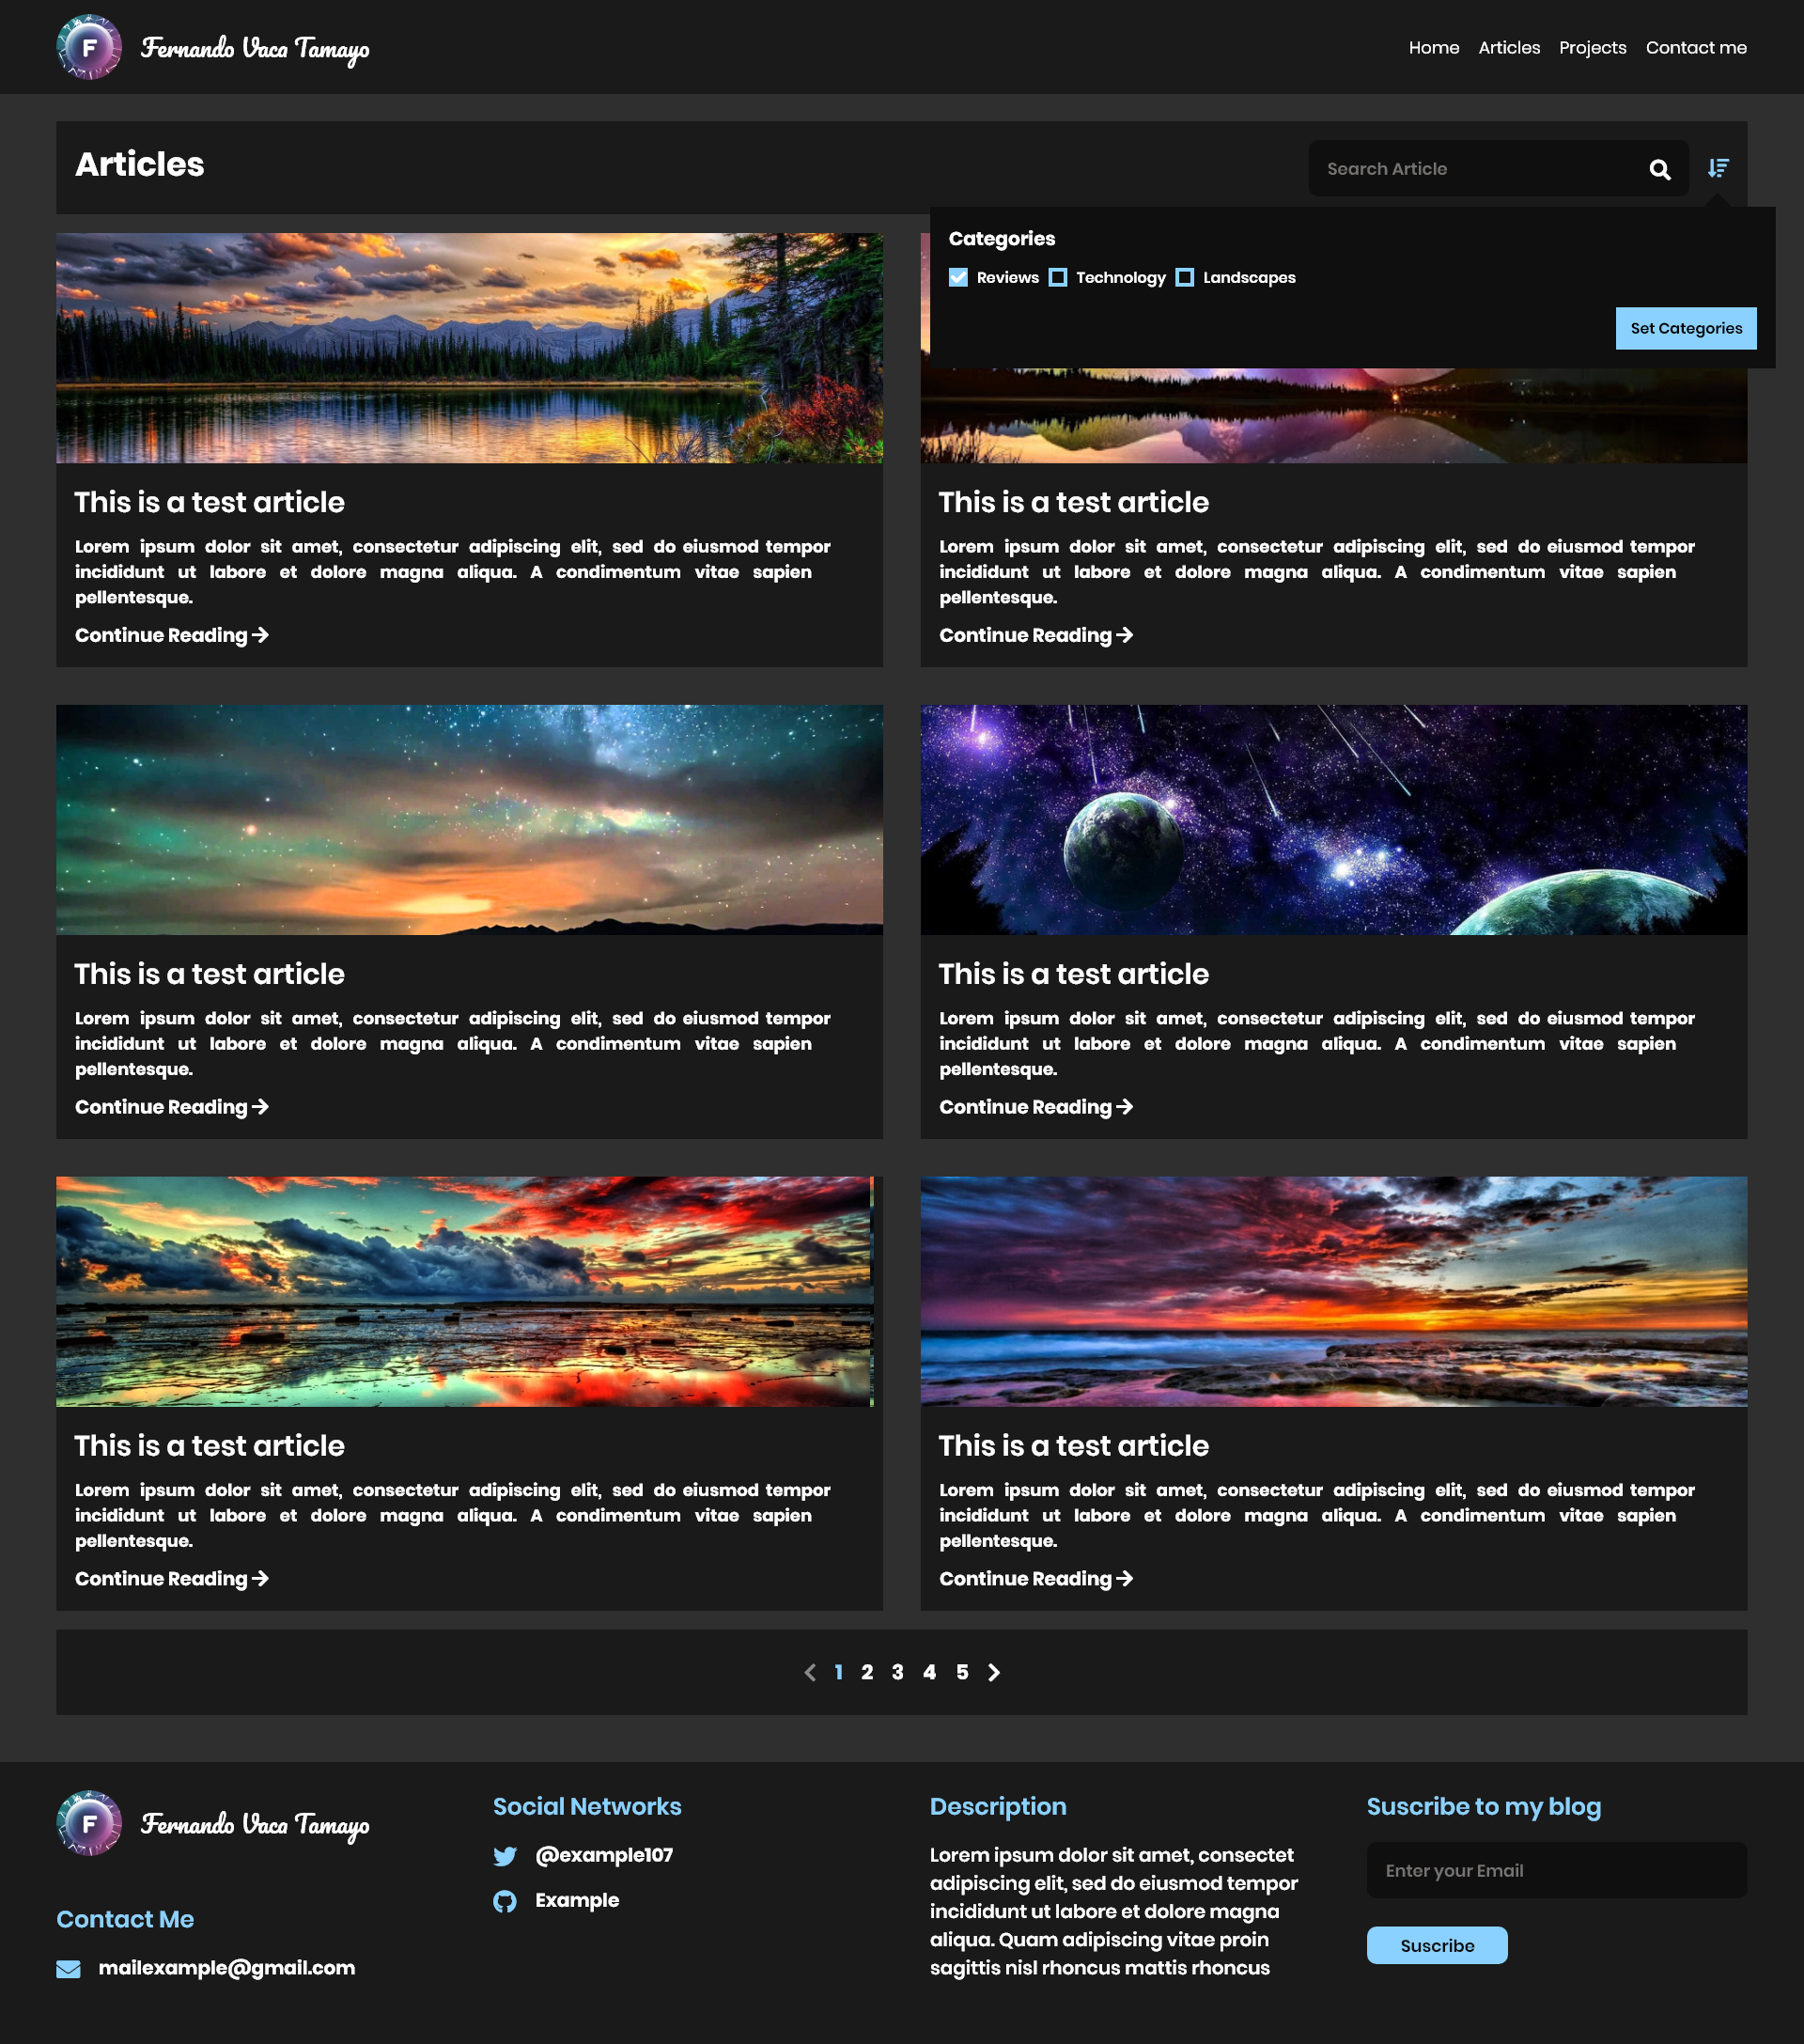 F
Fernando Vaca Tamayo
Home Articles Projects Contact me
Articles
Search Article
Categories
Reviews Technology Landscapes
Set Categories
This is a test article
Lorem ipsum dolor sit amet, consectetur adipiscing elit, sed do eiusmod tempor
incididunt ut labore et dolore magna aliqua. A condimentum vitae sapien
pellentesque.
Continue Reading
This is a test article
Lorem ipsum dolor sit amet, consectetur adipiscing elit, sed do eiusmod tempor
incididunt ut labore et dolore magna aliqua. A condimentum vitae sapien
pellentesque.
Continue Reading
This is a test article
Lorem ipsum dolor sit amet, consectetur adipiscing elit, sed do eiusmod tempor
incididunt ut labore et dolore magna aliqua. A condimentum vitae sapien
pellentesque.
Continue Reading
This is a test article
Lorem ipsum dolor sit amet, consectetur adipiscing elit, sed do eiusmod tempor
incididunt ut labore et dolore magna aliqua. A condimentum vitae sapien
pellentesque.
Continue Reading
This is a test article
Lorem ipsum dolor sit amet, consectetur adipiscing elit, sed do eiusmod tempor
incididunt ut labore et dolore magna aliqua. A condimentum vitae sapien
pellentesque.
Continue Reading
This is a test article
Lorem ipsum dolor sit amet, consectetur adipiscing elit, sed do eiusmod tempor
incididunt ut labore et dolore magna aliqua. A condimentum vitae sapien
pellentesque.
Continue Reading
1 2 3 4 5
F
Fernando Vaca Tamayo
Contact Me
mailexample@gmail.com
Social Networks
@example107
Example
Description
Lorem ipsum dolor sit amet, consectet
adipiscing elit, sed do eiusmod tempor
incididunt ut labore et dolore magna
aliqua. Quam adipiscing vitae proin
sagittis nisl rhoncus mattis rhoncus
Suscribe to my blog
Enter your Email
Suscribe